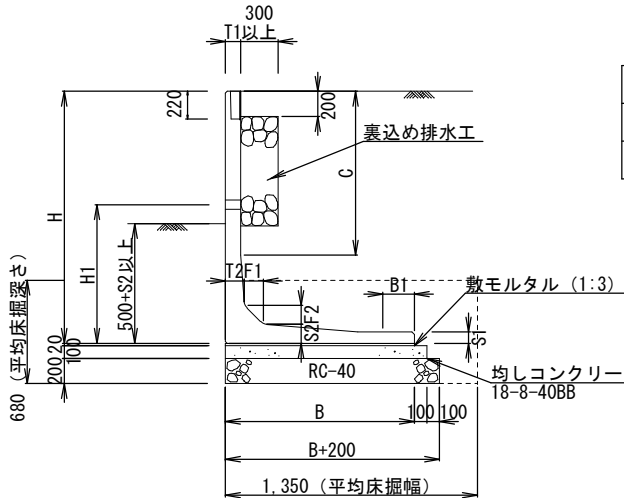 300
T1以上
220
200
裏込め排水工
C
H
H1
500+S2以上
T2F1
B1
敷モルタル (1:3)
S2F2
S1
680 (平均床掘深さ)
20
100
200
RC-40
均しコンクリー
18-8-40BB
B
100
100
B+200
1,350 (平均床掘幅)